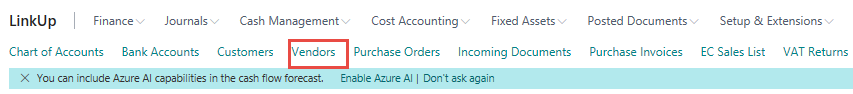 LinkUp Finance Journals Cash Management Cost Accounting Fixed Assets Posted Documents Setup & Extensions
Chart of Accounts Bank Accounts Customers Vendors Purchase Orders Incoming Documents Purchase Invoices EC Sales List VAT Returns
You can include Azure AI capabilities in the cash flow forecast. Enable Azure AI | Don't ask again